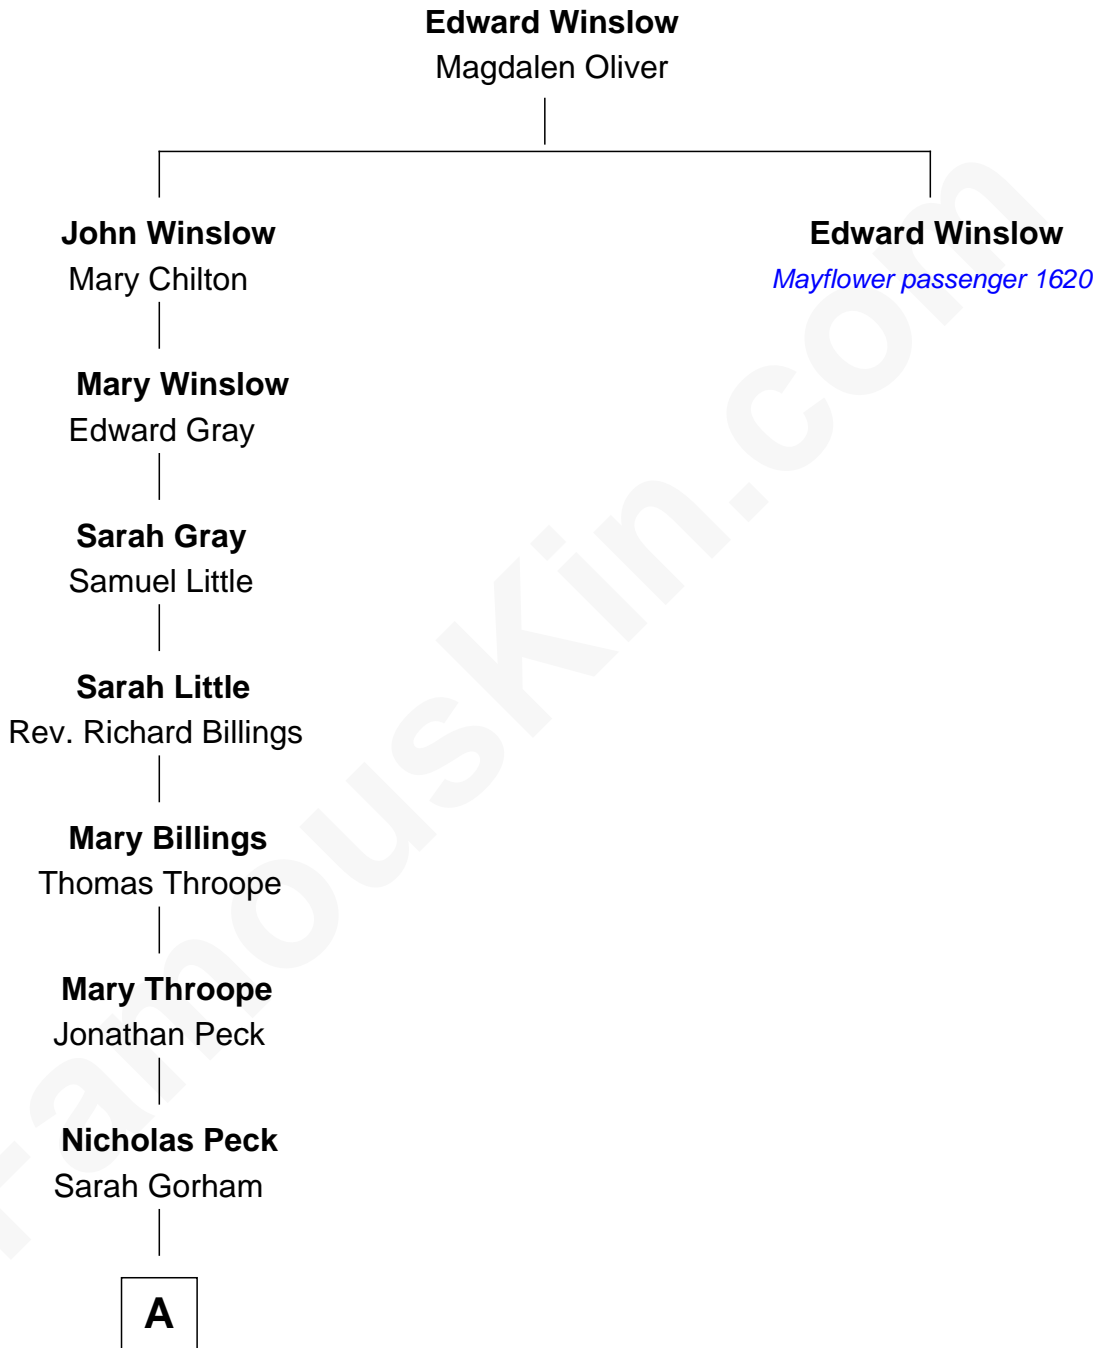 Edward Winslow
Magdalen Oliver
John Winslow
Mary Chilton
Edward Winslow
Mayflower passenger 1620
Mary Winslow
Edward Gray
Sarah Gray
Samuel Little
Sarah Little
Rev. Richard Billings
Mary Billings
Thomas Throope
Mary Throope
Jonathan Peck
Nicholas Peck
Sarah Gorham
A
FamousKin.com